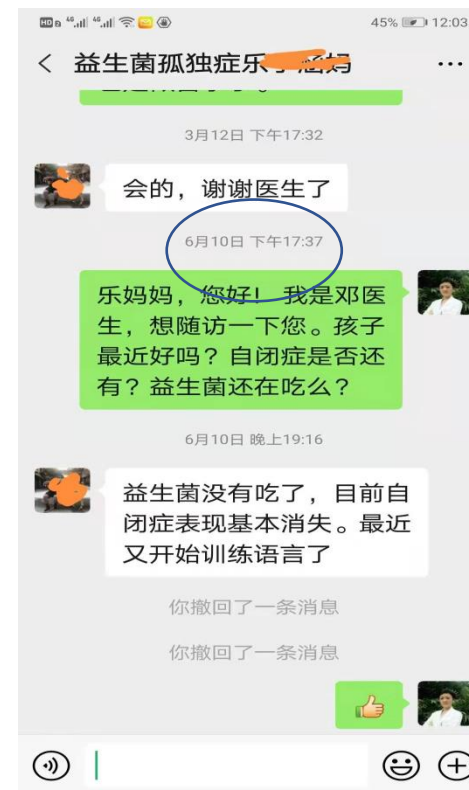 HD 46 46 45% 12:03
益生菌孤独症乐
3月12日 下午17:32
会的，谢谢医生了
6月10日 下午17:37
乐妈妈，您好！我是邓医
生，想随访一下您。孩子
最近好吗？自闭症是否还
有？益生菌还在吃么？
6月10日 晚上19:16
益生菌没有吃了，目前自
闭症表现基本消失。最近
又开始训练语言了
你撤回了一条消息
你撤回了一条消息